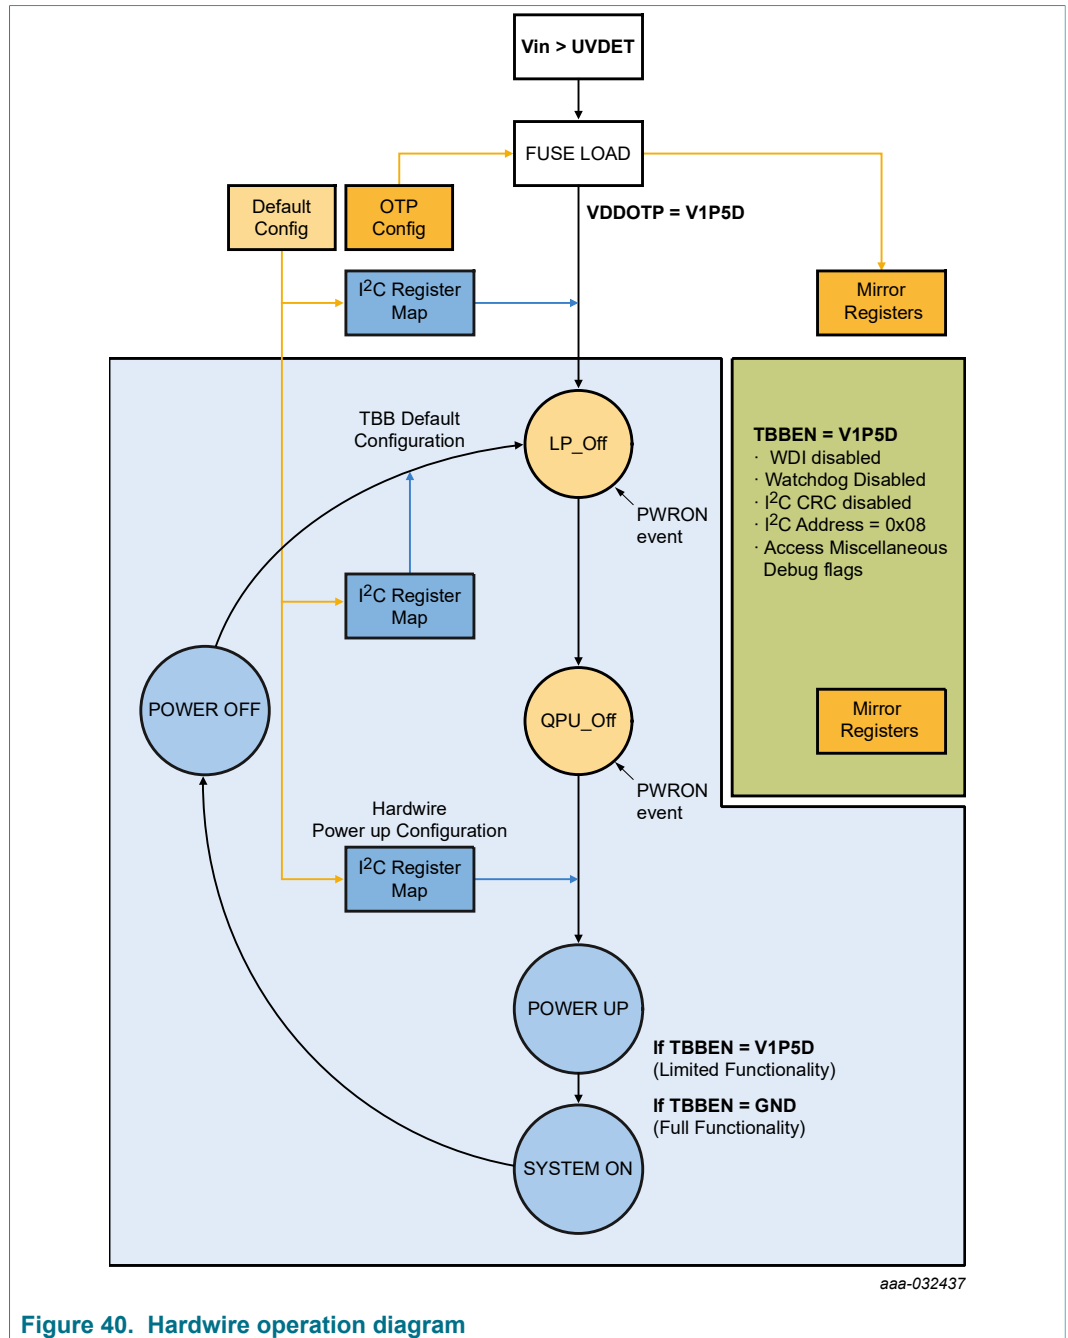 Vin > UVDET
FUSE LOAD
VDDOTP = V1P5D
Default
Config
OTP
Config
I2C Register
Map
Mirror
Registers
TBB Default
Configuration
LP_Off
PWRON
event
TBBEN = V1P5D
· WDI disabled
· Watchdog Disabled
· I2C CRC disabled
· I2C Address = 0x08
· Access Miscellaneous
Debug flags
I2C Register
Map
POWER OFF
QPU_Off
Mirror
Registers
PWRON
event
Hardwire
Power up Configuration
I2C Register
Map
POWER UP
If TBBEN = V1P5D
(Limited Functionality)
If TBBEN = GND
(Full Functionality)
SYSTEM ON
aaa-032437
Figure 40. Hardwire operation diagram